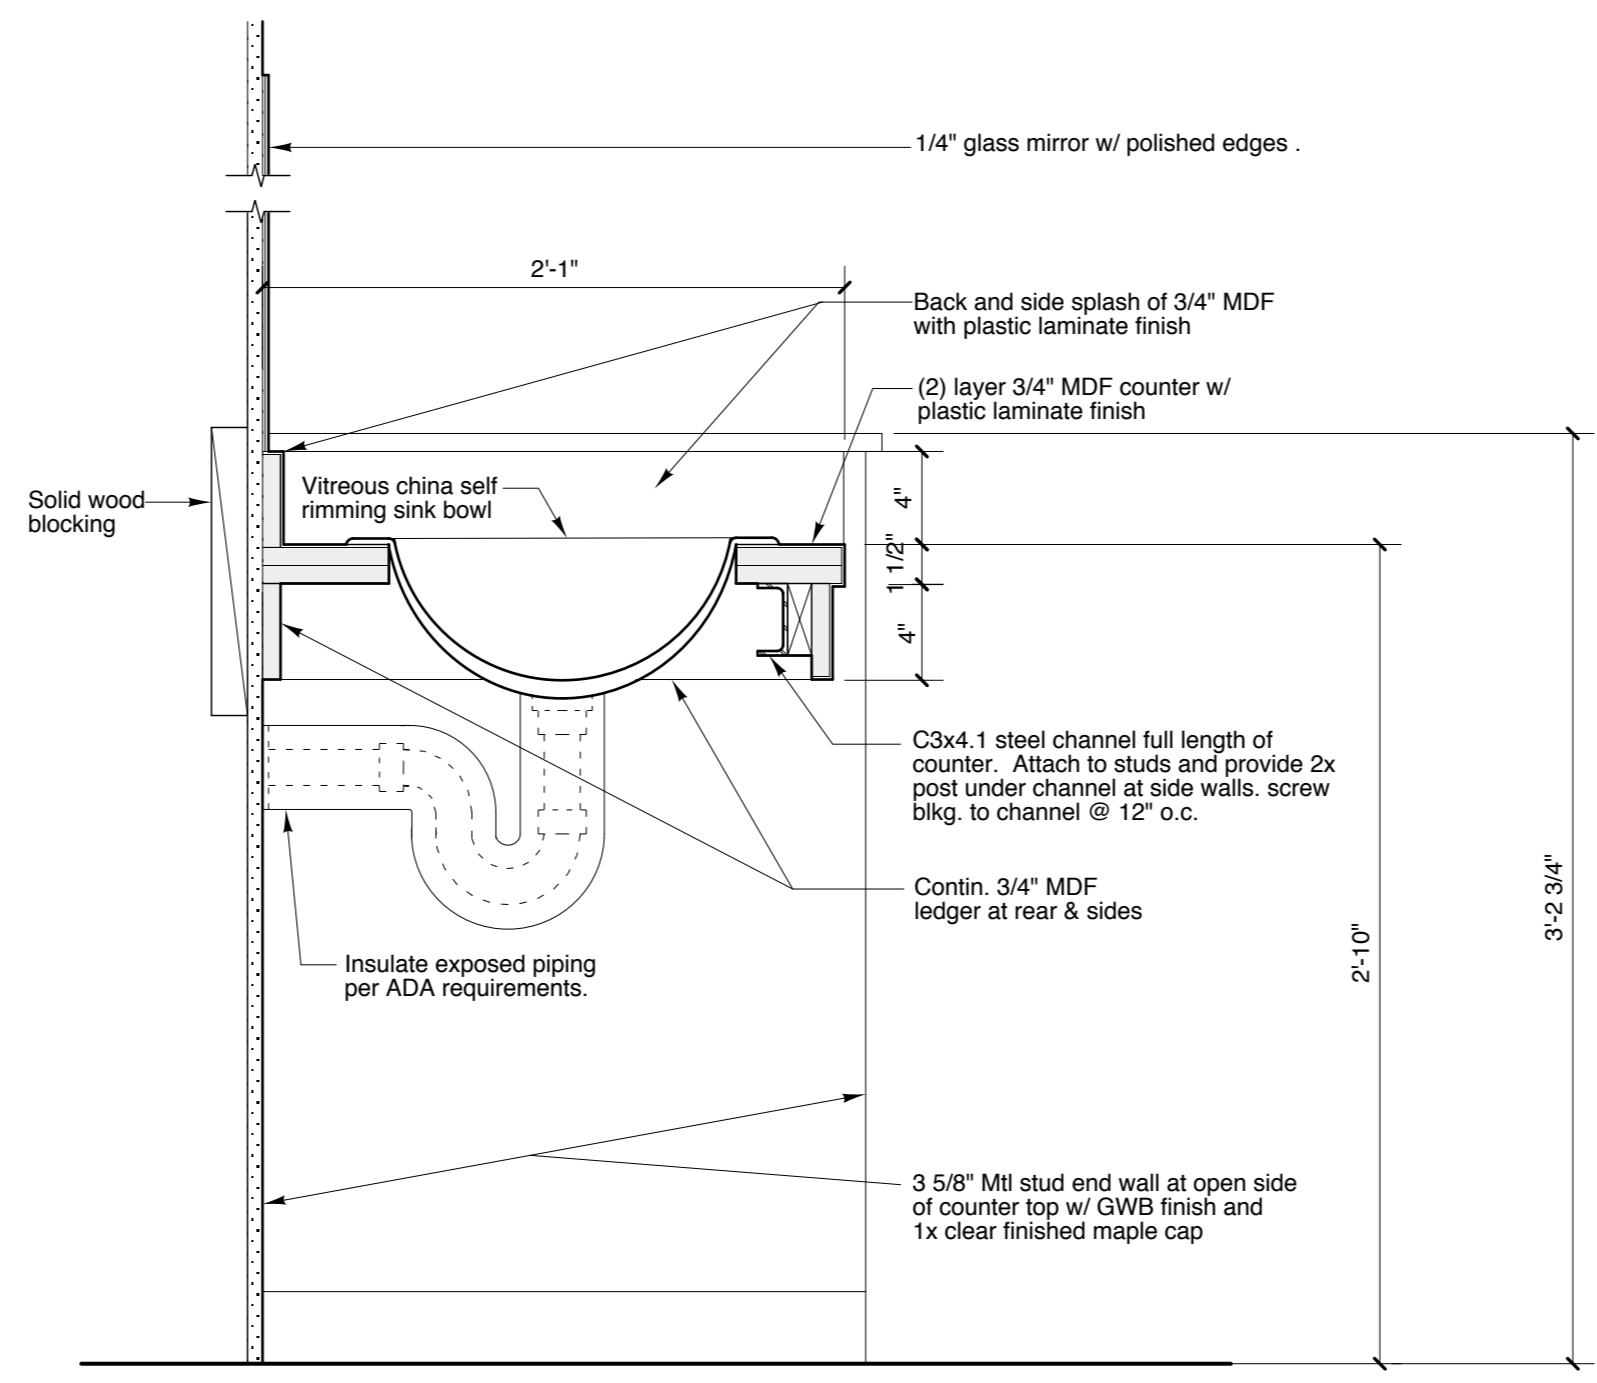 1/4" glass mirror w/ polished edges .
2'-1"
Back and side splash of 3/4" MDF
with plastic laminate finish
(2) layer 3/4" MDF counter w/
plastic laminate finish
Solid wood
blocking
Vitreous china self
rimming sink bowl
4"
1 1/2"
4"
C3x4.1 steel channel full length of
counter. Attach to studs and provide 2x
post under channel at side walls. screw
blkg. to channel @ 12" o.c.
Contin. 3/4" MDF
ledger at rear & sides
2'-10"
3'-2 3/4"
Insulate exposed piping
per ADA requirements.
3 5/8" Mtl stud end wall at open side
of counter top w/ GWB finish and
1x clear finished maple cap